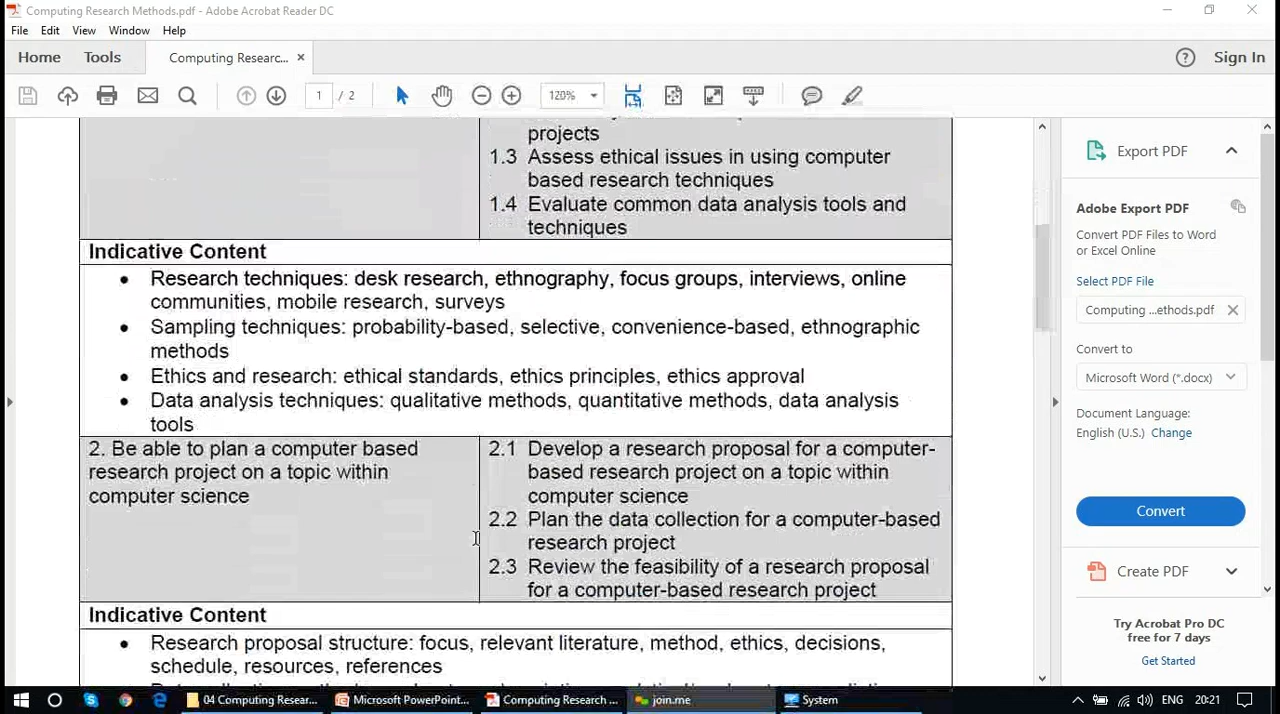 Computing Research Methods.pdf - Adobe Acrobat Reader DC
File Edit View Window Help
Home Tools Computing Researc... × ? Sign In
1 / 2 120%
projects
1.3 Assess ethical issues in using computer
based research techniques
1.4 Evaluate common data analysis tools and
techniques
Indicative Content
• Research techniques: desk research, ethnography, focus groups, interviews, online
communities, mobile research, surveys
• Sampling techniques: probability-based, selective, convenience-based, ethnographic
methods
• Ethics and research: ethical standards, ethics principles, ethics approval
• Data analysis techniques: qualitative methods, quantitative methods, data analysis
tools
2. Be able to plan a computer based
research project on a topic within
computer science
2.1 Develop a research proposal for a computer-
based research project on a topic within
computer science
2.2 Plan the data collection for a computer-based
research project
2.3 Review the feasibility of a research proposal
for a computer-based research project
Indicative Content
• Research proposal structure: focus, relevant literature, method, ethics, decisions,
schedule, resources, references
Export PDF
Adobe Export PDF
Convert PDF Files to Word
or Excel Online
Select PDF File
Computing ...ethods.pdf
Convert to
Microsoft Word (*.docx)
Document Language:
English (U.S.) Change
Convert
Create PDF
Try Acrobat Pro DC
free for 7 days
Get Started
04 Computing Resear... Microsoft PowerPoint... Computing Research ... join.me System ENG 20:21